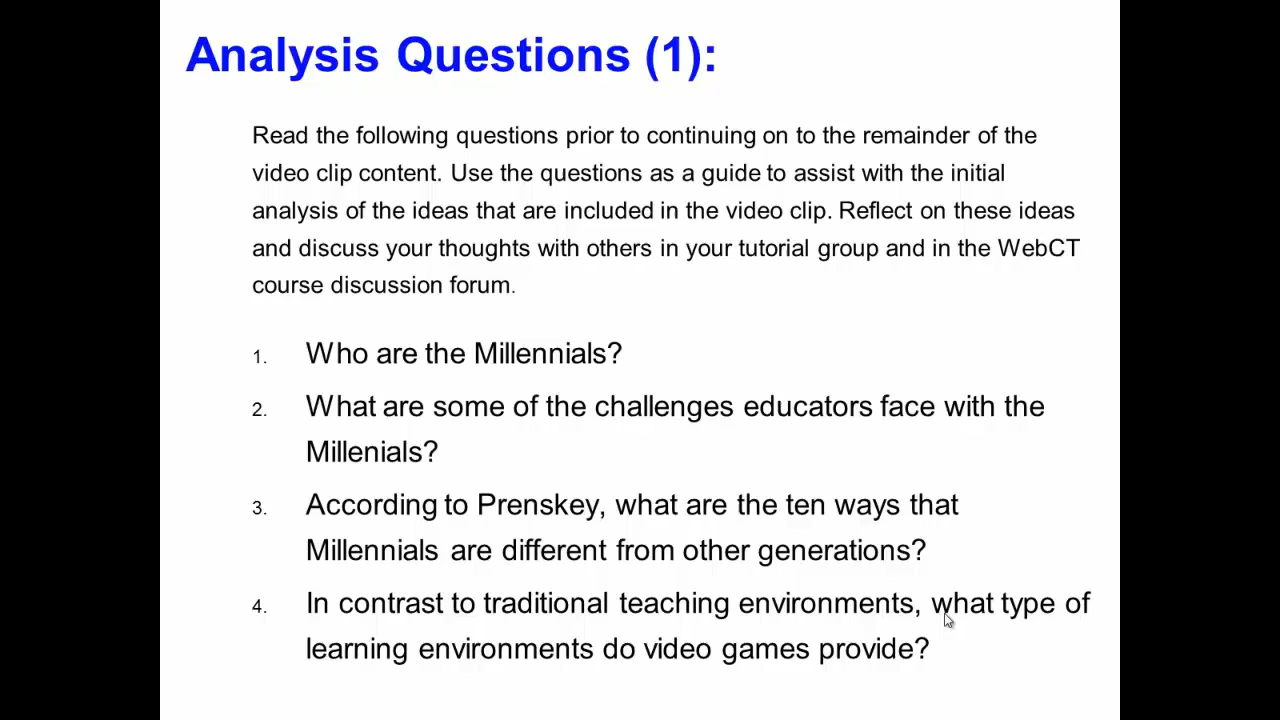 Analysis Questions (1):
Read the following questions prior to continuing on to the remainder of the
video clip content. Use the questions as a guide to assist with the initial
analysis of the ideas that are included in the video clip. Reflect on these ideas
and discuss your thoughts with others in your tutorial group and in the WebCT
course discussion forum.
1. Who are the Millennials?
2. What are some of the challenges educators face with the
Millenials?
3. According to Prenskey, what are the ten ways that
Millennials are different from other generations?
4. In contrast to traditional teaching environments, what type of
learning environments do video games provide?